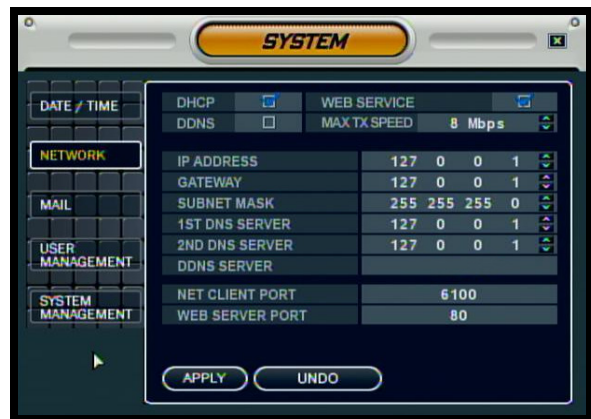 SYSTEM
DATE / TIME
NETWORK
MAIL
USER
MANAGEMENT
SYSTEM
MANAGEMENT
DHCP WEB SERVICE
DDNS MAX TX SPEED 8 Mbps
IP ADDRESS 127 0 0 1
GATEWAY 127 0 0 1
SUBNET MASK 255 255 255 0
1ST DNS SERVER 127 0 0 1
2ND DNS SERVER 127 0 0 1
DDNS SERVER
NET CLIENT PORT 6100
WEB SERVER PORT 80
APPLY UNDO